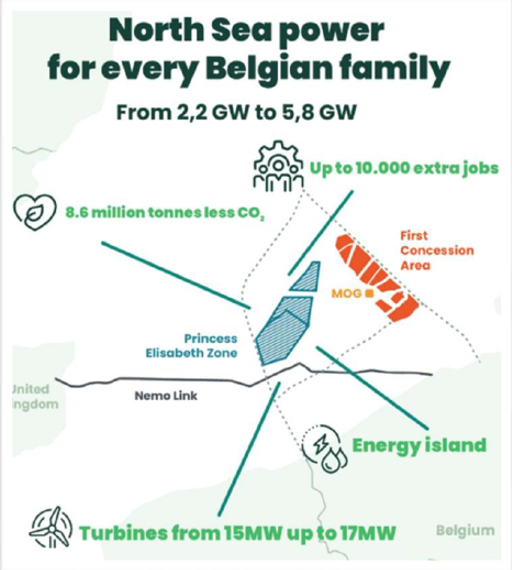 North Sea power
for every Belgian family
From 2,2 GW to 5,8 GW
Up to 10.000 extra jobs
8.6 million tonnes less CO₂
First
Concession
Area
MOG
Princess
Elisabeth Zone
United
ngdom
Nemo Link
Energy island
Turbines from 15MW up to 17MW
Belgium